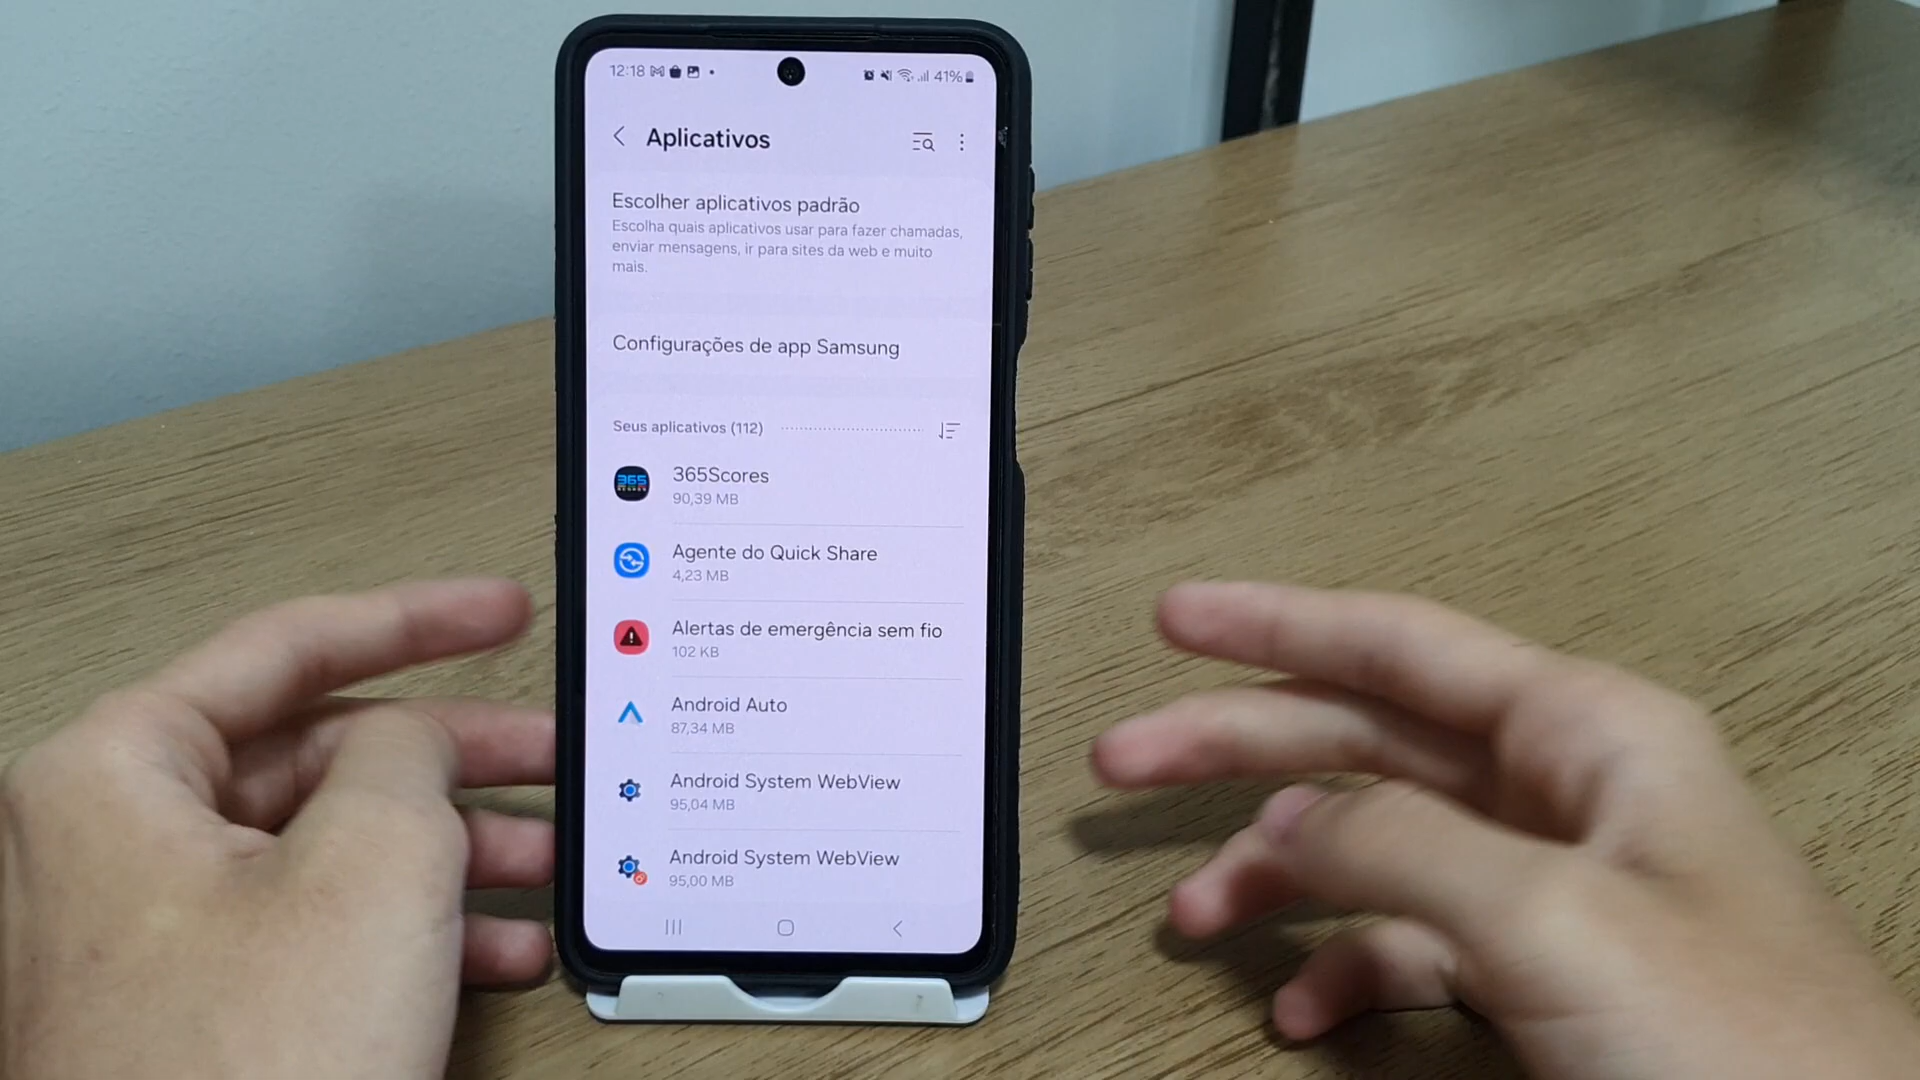 12:18
41%
Aplicativos
Escolher aplicativos padrão
Escolha quais aplicativos usar para fazer chamadas,
enviar mensagens, ir para sites da web e muito
mais.
Configurações de app Samsung
Seus aplicativos (112)
365
SCORES
365Scores
90,39 MB
Agente do Quick Share
4,23 MB
Alertas de emergência sem fio
102 KB
Android Auto
87,34 MB
Android System WebView
95,04 MB
Android System WebView
95,00 MB